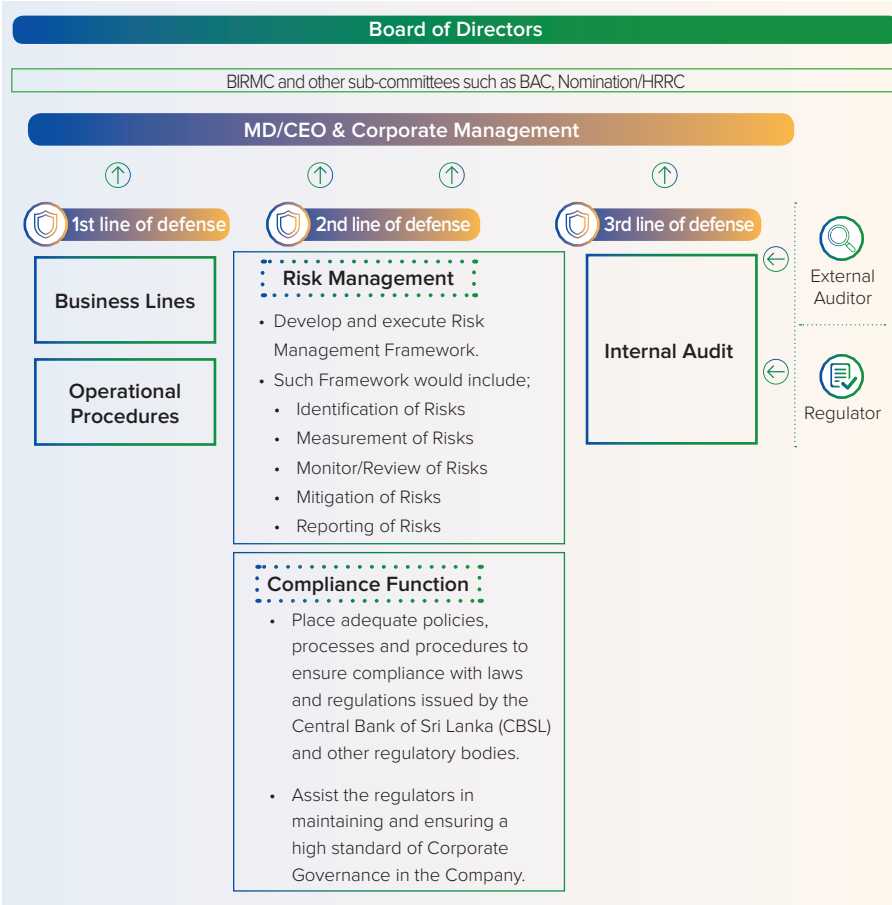 Board of Directors
BIRMC and other sub-committees such as BAC, Nomination/HRRC
MD/CEO & Corporate Management
1st line of defense
Business Lines
Operational
Procedures
2nd line of defense
Risk Management
• Develop and execute Risk
Management Framework.
• Such Framework would include;
• Identification of Risks
• Measurement of Risks
• Monitor/Review of Risks
• Mitigation of Risks
• Reporting of Risks
Compliance Function
• Place adequate policies,
processes and procedures to
ensure compliance with laws
and regulations issued by the
Central Bank of Sri Lanka (CBSL)
and other regulatory bodies.
• Assist the regulators in
maintaining and ensuring a
high standard of Corporate
Governance in the Company.
3rd line of defense
Internal Audit
External
Auditor
Regulator